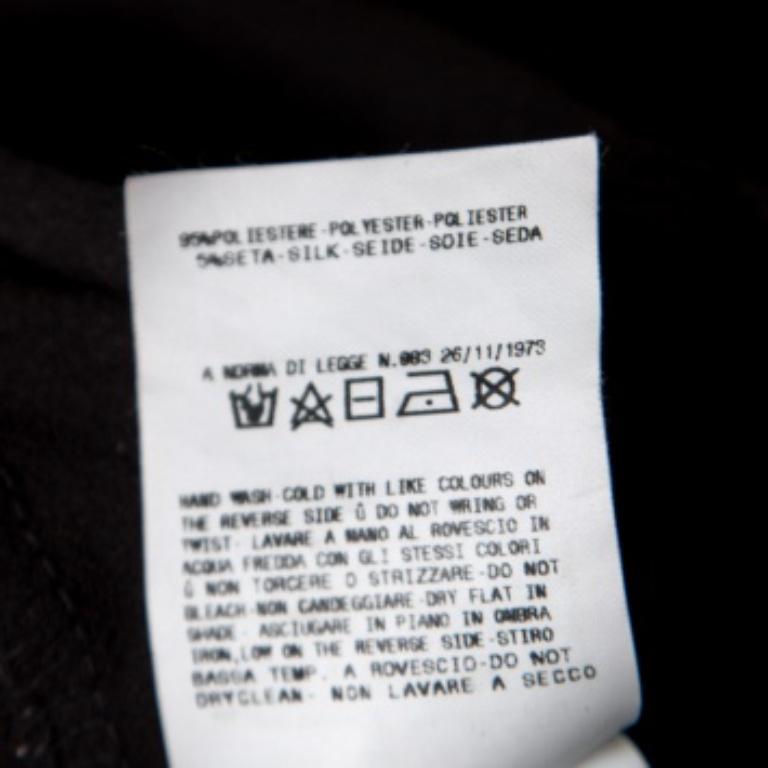 95%POLIESTERE-POLYESTER-POLIESTER
5%SETA-SILK-SEIDE-SOIE-SEDA
A NORMA DI LEGGE N.883 26/11/1973
HAND WASH-COLD WITH LIKE COLOURS ON
THE REVERSE SIDE Û DO NOT WRING OR
TWIST- LAVARE A MANO AL ROVESCIO IN
ACQUA FREDDA CON GLI STESSI COLORI
Û NON TORCERE O STRIZZARE-DO NOT
BLEACH-NON CANDEGGIARE-DRY FLAT IN
SHADE- ASCIUGARE IN PIANO IN OMBRA
IRON,LOW ON THE REVERSE SIDE-STIRO
BASSA TEMP. A ROVESCIO-DO NOT
DRYCLEAN- NON LAVARE A SECCO